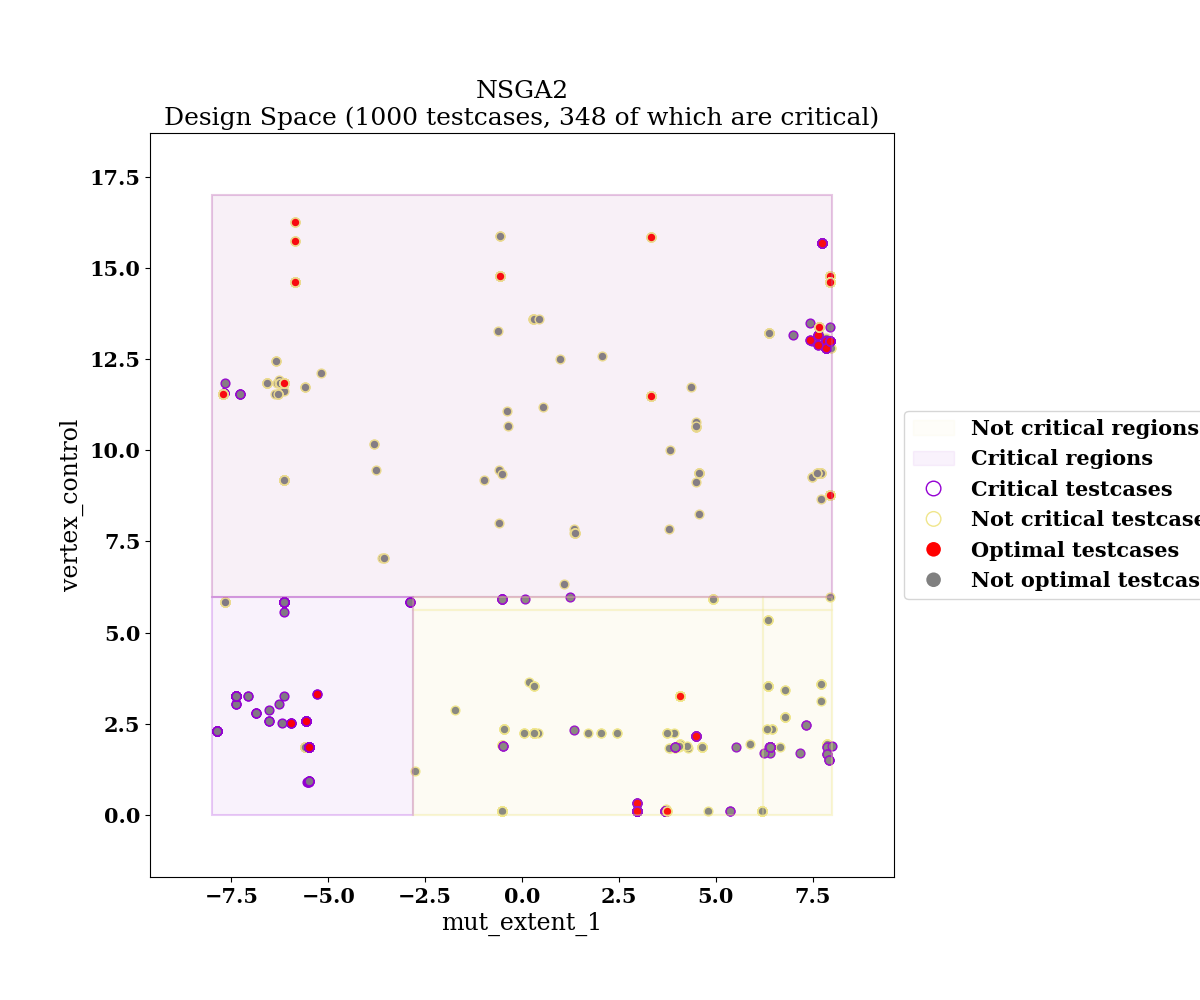 NSGA2
Design Space (1000 testcases, 348 of which are critical)
17.5
15.0
12.5
10.0
7.5
5.0
2.5
0.0
vertex_control
−7.5
−5.0
−2.5
0.0
2.5
5.0
7.5
mut_extent_1
Not critical regions
Critical regions
Critical testcases
Not critical testcase
Optimal testcases
Not optimal testcas